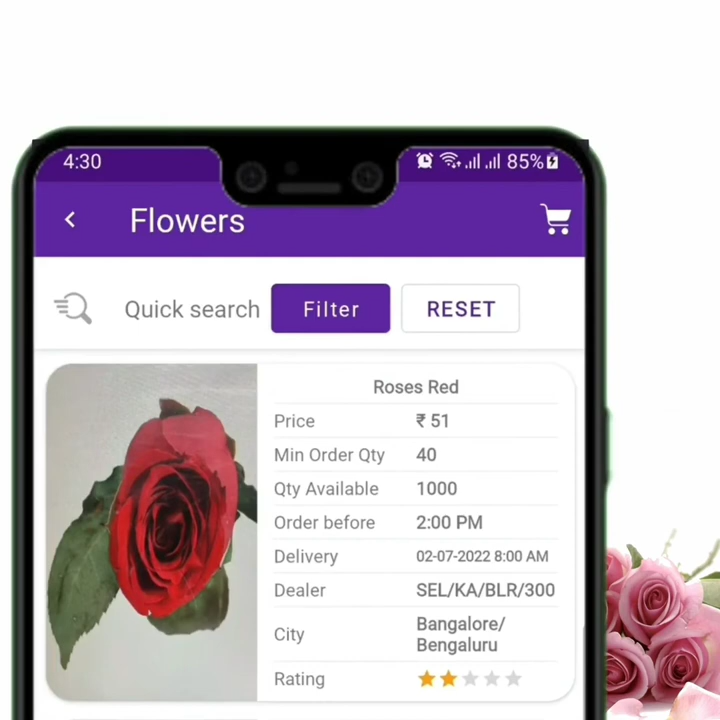 4:30 85%
Flowers
Quick search Filter RESET
Roses Red
Price ₹ 51
Min Order Qty 40
Qty Available 1000
Order before 2:00 PM
Delivery 02-07-2022 8:00 AM
Dealer SEL/KA/BLR/300
City Bangalore/
Bengaluru
Rating